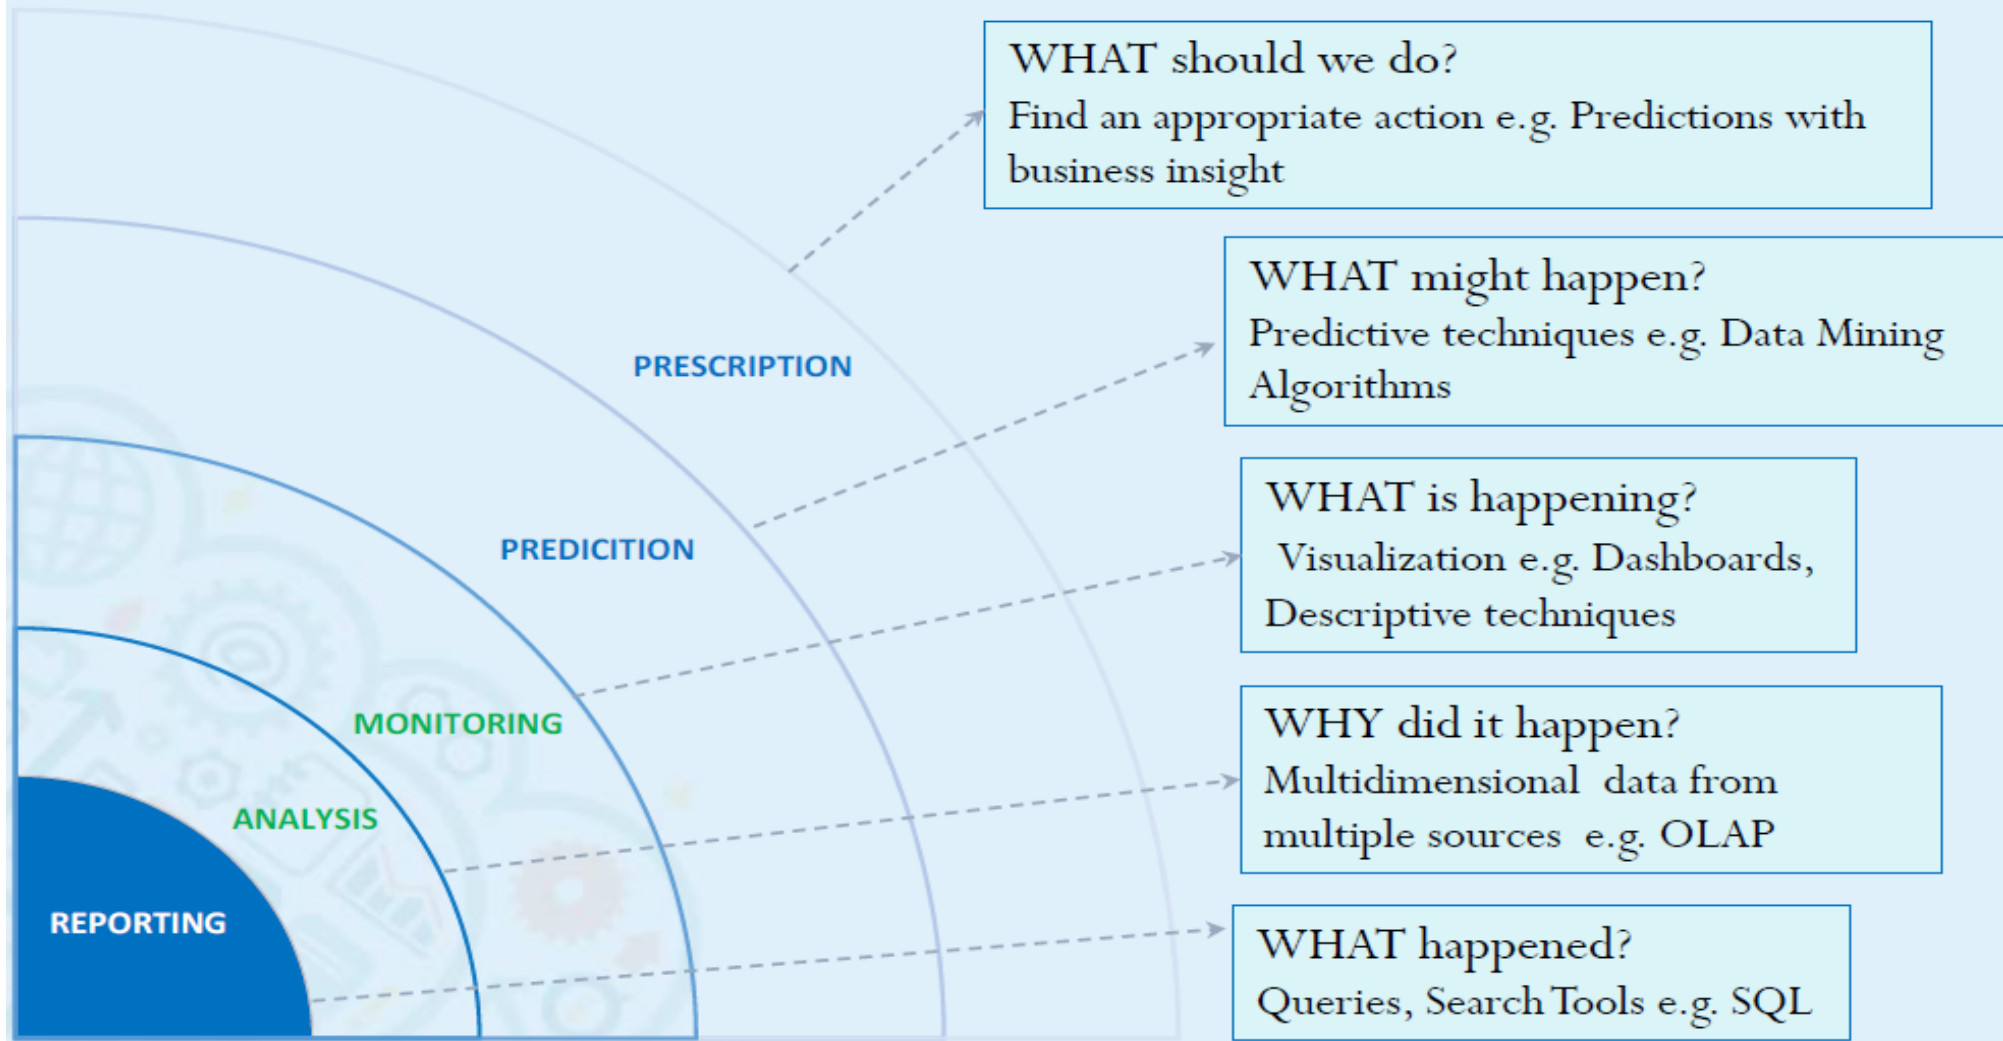 WHAT should we do?
Find an appropriate action e.g. Predictions with
business insight
WHAT might happen?
Predictive techniques e.g. Data Mining
Algorithms
PRESCRIPTION
WHAT is happening?
Visualization e.g. Dashboards,
Descriptive techniques
PREDICITION
WHY did it happen?
Multidimensional data from
multiple sources e.g. OLAP
MONITORING
ANALYSIS
WHAT happened?
Queries, Search Tools e.g. SQL
REPORTING